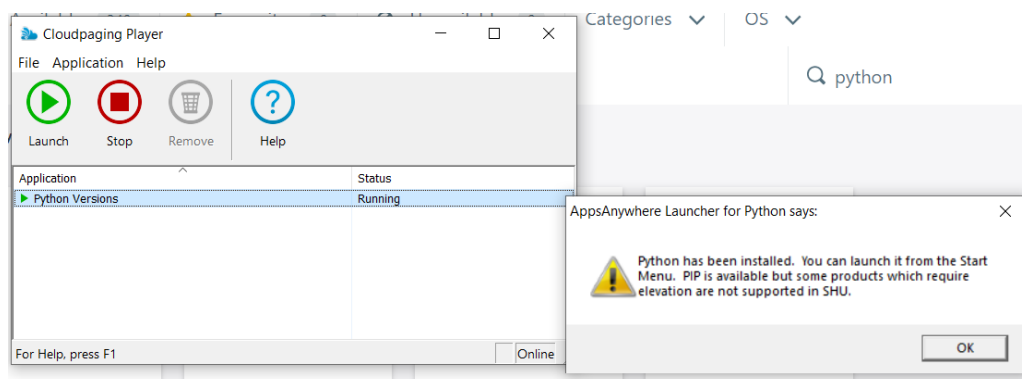 Categories
OS
python
Cloudpaging Player
File Application Help
Launch Stop Remove Help
Application Status
Python Versions Running
For Help, press F1 Online
AppsAnywhere Launcher for Python says:
Python has been installed. You can launch it from the Start
Menu. PIP is available but some products which require
elevation are not supported in SHU.
OK